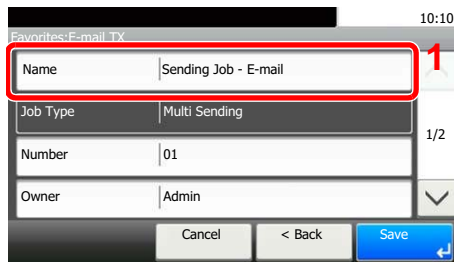 10:10
Favorites:E-mail TX
Name Sending Job - E-mail
1
Job Type Multi Sending
1/2
Number 01
Owner Admin
Cancel < Back Save